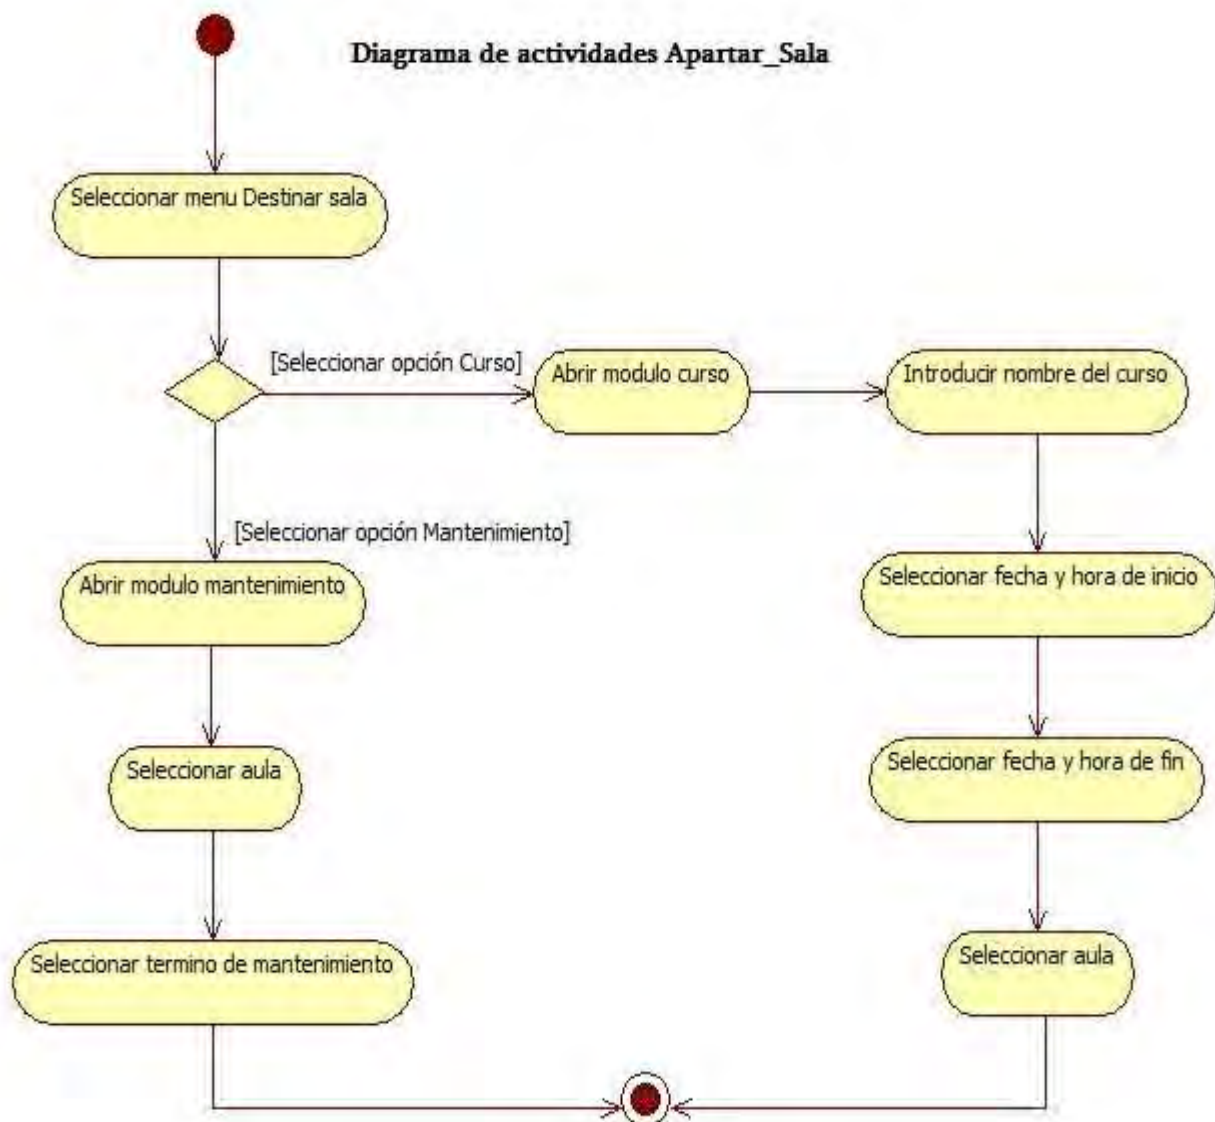 Diagrama de actividades Apartar_Sala
Seleccionar menu Destinar sala
[Seleccionar opción Curso]
Abrir modulo curso
Introducir nombre del curso
[Seleccionar opción Mantenimiento]
Abrir modulo mantenimiento
Seleccionar fecha y hora de inicio
Seleccionar aula
Seleccionar fecha y hora de fin
Seleccionar termino de mantenimiento
Seleccionar aula